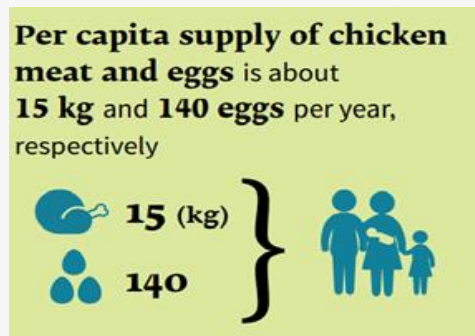 Per capita supply of chicken
meat and eggs is about
15 kg and 140 eggs per year,
respectively
15 (kg)
140